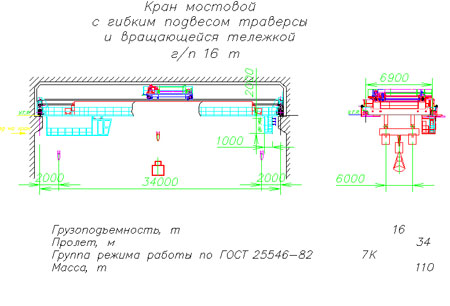 Кран мостовой
с гибким подвесом траверсы
и вращающейся тележкой
г/п 16 т
2000
6900
1000
2000
34000
2000
6000
Грузоподьемность, т 16
Пролет, м 34
Группа режима работы по ГОСТ 25546-82 7К
Масса, т 110